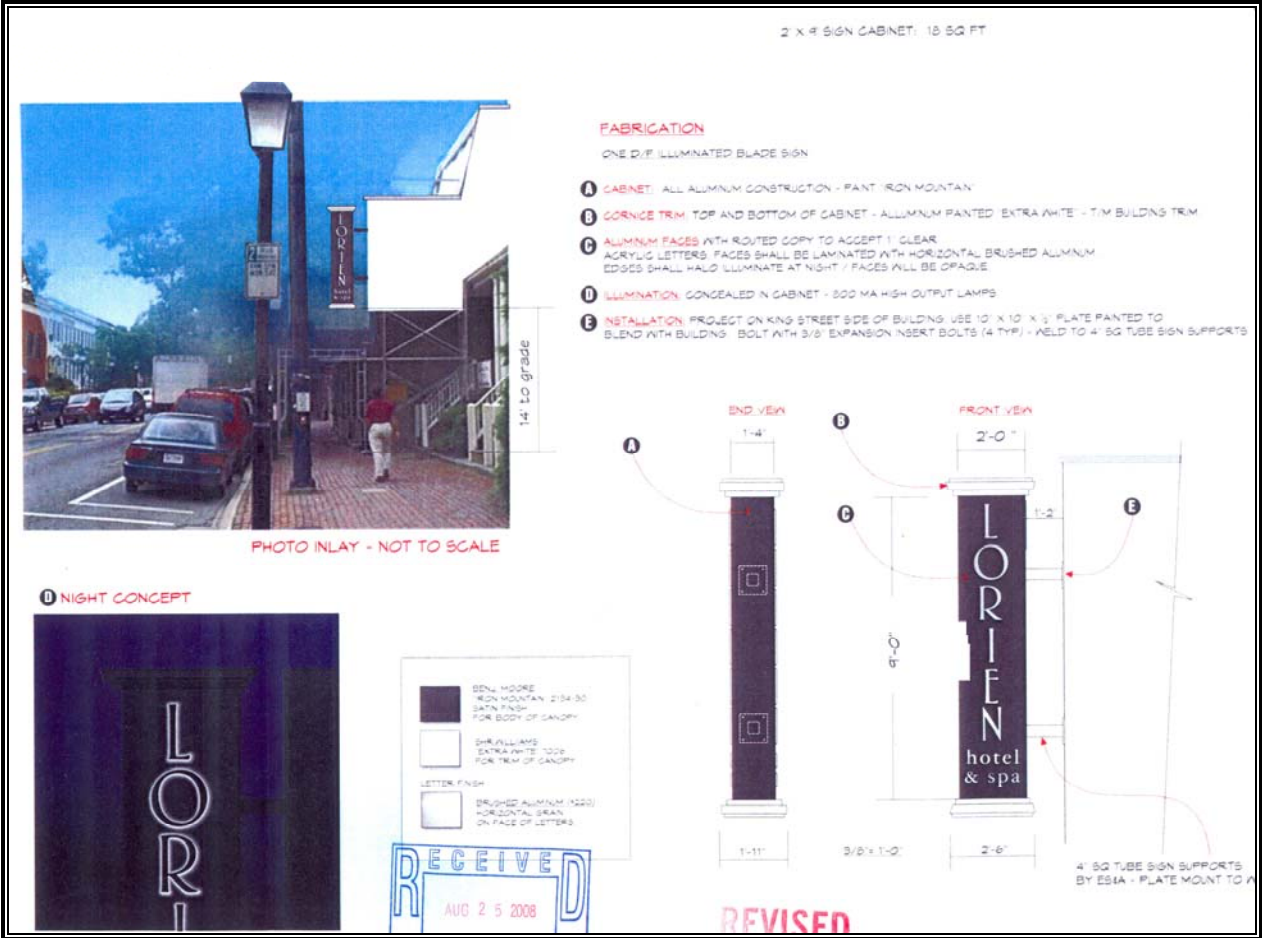 2' X 9' SIGN CABINET: 18 SQ FT
FABRICATION
ONE D/F ILLUMINATED BLADE SIGN
A CABINET: ALL ALUMINUM CONSTRUCTION - PAINT "IRON MOUNTAIN"
B CORNICE TRIM: TOP AND BOTTOM OF CABINET - ALLUMINUM PAINTED "EXTRA WHITE" - T/M BUILDING TRIM
C ALUMINUM FACES WITH ROUTED COPY TO ACCEPT 1" CLEAR
ACRYLIC LETTERS. FACES SHALL BE LAMINATED WITH HORIZONTAL BRUSHED ALUMINUM
EDGES SHALL HALO ILLUMINATE AT NIGHT / FACES WILL BE OPAQUE
D ILLUMINATION: CONCEALED IN CABINET - 800 MA HIGH OUTPUT LAMPS
E INSTALLATION: PROJECT ON KING STREET SIDE OF BUILDING. USE 10" X 10" X ½" PLATE PAINTED TO
BLEND WITH BUILDING. BOLT WITH 3/8" EXPANSION INSERT BOLTS (4 TYP) - WELD TO 4" SQ TUBE SIGN SUPPORTS
LORIEN
hotel
& spa
14' to grade
PHOTO INLAY - NOT TO SCALE
END VIEW
1'-4"
A
1'-11"
FRONT VIEW
2'-0"
B
C
E
1'-2"
9'-0"
LORIEN
hotel
& spa
3/8"= 1'-0"
2'-6"
4" SQ TUBE SIGN SUPPORTS
BY ES&A - PLATE MOUNT TO W
D NIGHT CONCEPT
LORI
BENJ. MOORE
"IRON MOUNTAIN" 2134-30
SATIN FINISH
FOR BODY OF CANOPY
SHR.WILLIAMS
"EXTRA WHITE" 7006
FOR TRIM OF CANOPY
LETTER FINISH
BRUSHED ALUMINUM
HORIZONTAL GRAIN
ON FACE OF LETTERS
RECEIVED
AUG 25 2008
REVISED